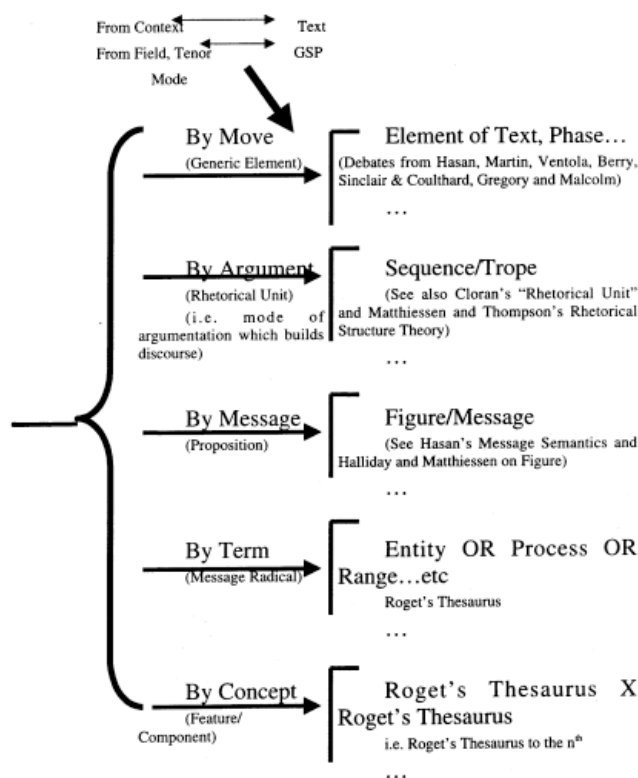 From Context Text
From Field, Tenor GSP
Mode
By Move
(Generic Element)
Element of Text, Phase…
(Debates from Hasan, Martin, Ventola, Berry,
Sinclair & Coulthard, Gregory and Malcolm)
…
By Argument
(Rhetorical Unit)
(i.e. mode of
argumentation which builds
discourse)
Sequence/Trope
(See also Cloran's "Rhetorical Unit"
and Matthiessen and Thompson's Rhetorical
Structure Theory)
…
By Message
(Proposition)
Figure/Message
(See Hasan's Message Semantics and
Halliday and Matthiessen on Figure)
…
By Term
(Message Radical)
Entity OR Process OR
Range…etc
Roget's Thesaurus
…
By Concept
(Feature/
Component)
Roget's Thesaurus X
Roget's Thesaurus
i.e. Roget's Thesaurus to the nth
…